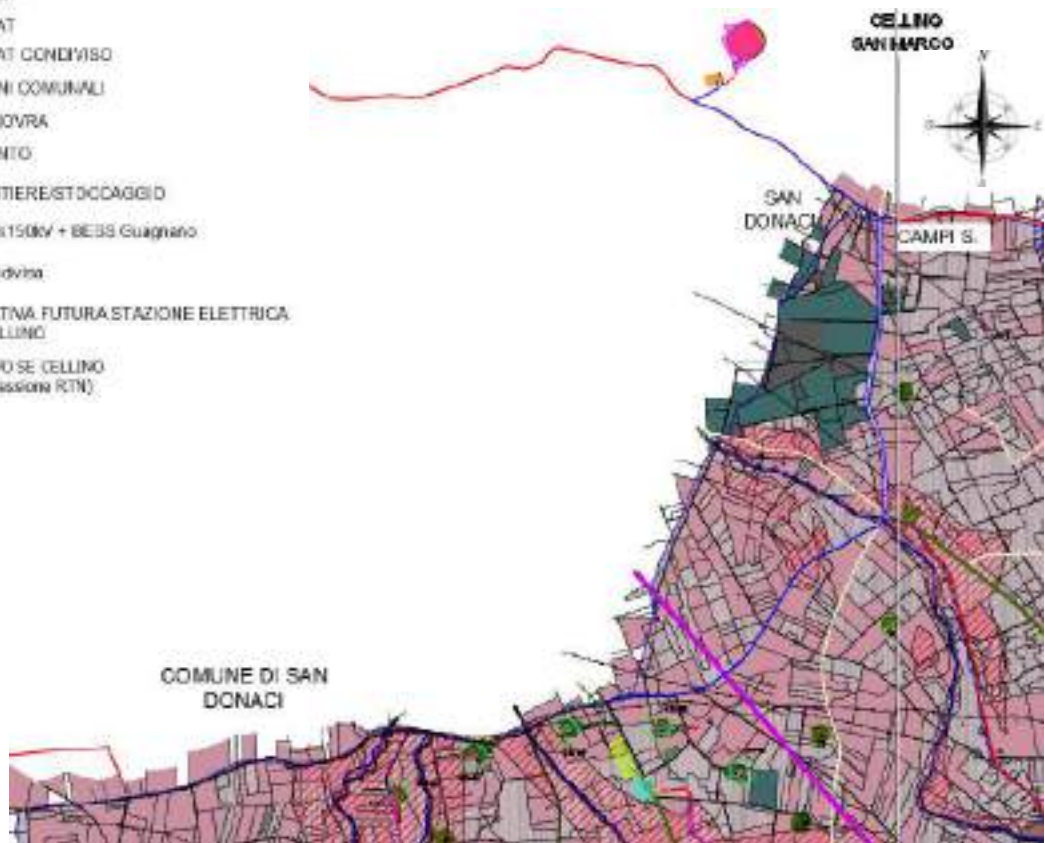 AT
AT CONDIVISO
NI COMUNALI
OVRA
NTO
TIERE/STOCCAGGIO
150kV + BESS Guagnano
TIVA FUTURA STAZIONE ELETTRICA
LLINO
O SE CELLINO
RTN)
CELLINO
SAN MARCO
N
SAN
DONACI
CAMPI S.
COMUNE DI SAN
DONACI